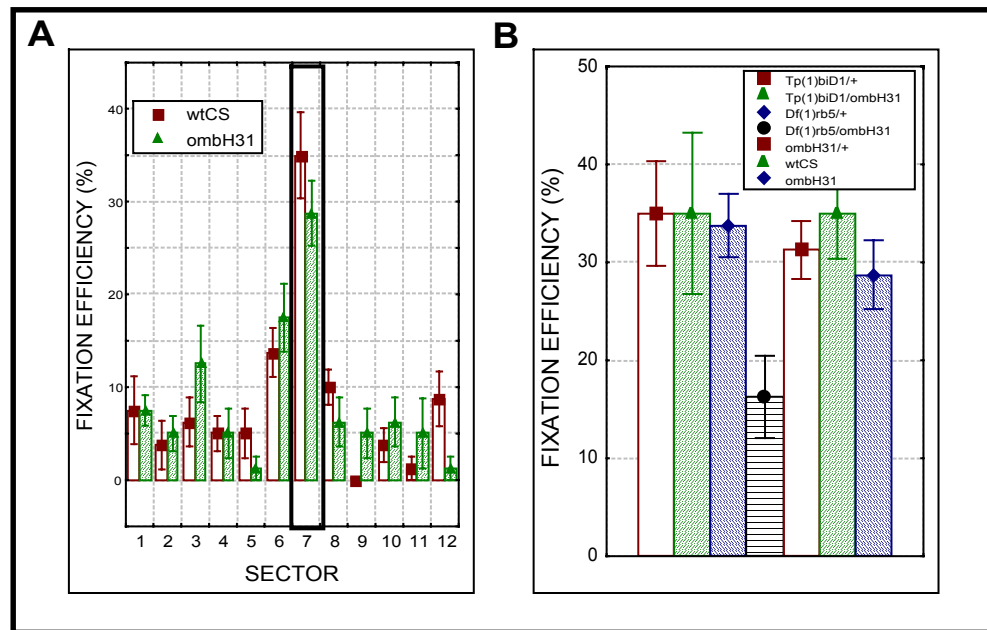 A
FIXATION EFFICIENCY (%)
40
30
20
10
0
wtCS
ombH31
1 2 3 4 5 6 7 8 9 10 11 12
SECTOR
B
FIXATION EFFICIENCY (%)
50
40
30
20
10
0
Tp(1)biD1/+
Tp(1)biD1/ombH31
Df(1)rb5/+
Df(1)rb5/ombH31
ombH31/+
wtCS
ombH31